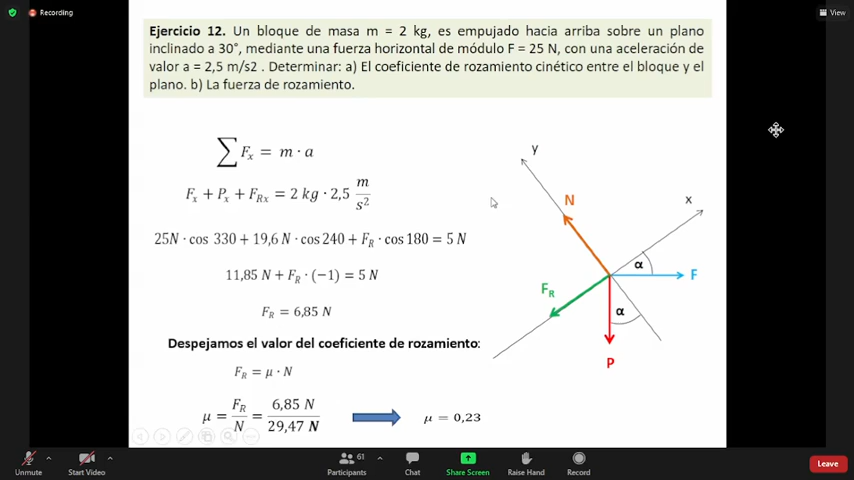 Recording
View
Ejercicio 12. Un bloque de masa m = 2 kg, es empujado hacia arriba sobre un plano
inclinado a 30°, mediante una fuerza horizontal de módulo F = 25 N, con una aceleración de
valor a = 2,5 m/s2 . Determinar: a) El coeficiente de rozamiento cinético entre el bloque y el
plano. b) La fuerza de rozamiento.
∑ Fₓ = m · a
Fₓ + Pₓ + F_Rx = 2 kg · 2,5 m/s²
25N · cos 330 + 19,6 N · cos 240 + F_R · cos 180 = 5 N
11,85 N + F_R · (−1) = 5 N
F_R = 6,85 N
Despejamos el valor del coeficiente de rozamiento:
F_R = μ · N
μ = F_R/N = 6,85 N/29,47 N
μ = 0,23
y
N
x
α
F
F_R
α
P
Unmute
Start Video
61
Participants
Chat
Share Screen
Raise Hand
Record
Leave